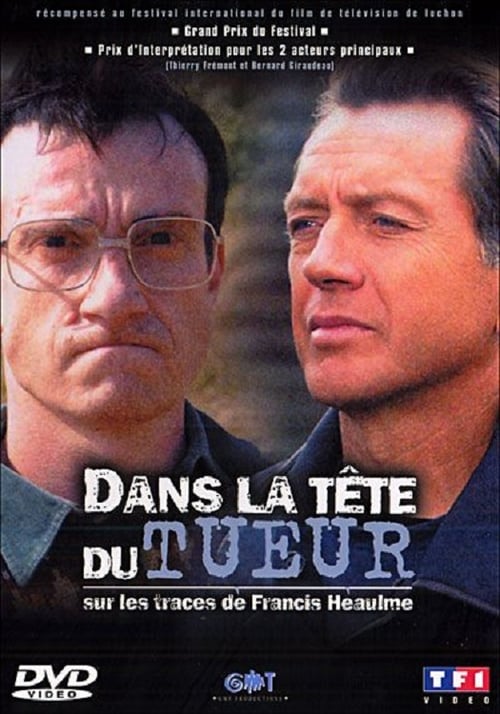 récompensé au festival international du film de télévision de luchon
▪ Grand Prix du Festival ▪
▪ Prix d'Interprétation pour les 2 acteurs principaux ▪
(Thierry Frémont et Bernard Giraudeau)
DANS LA TÊTE
DU TUEUR
sur les traces de Francis Heaulme
DVD
VIDEO
GMT
GMT PRODUCTIONS
TF1
VIDEO